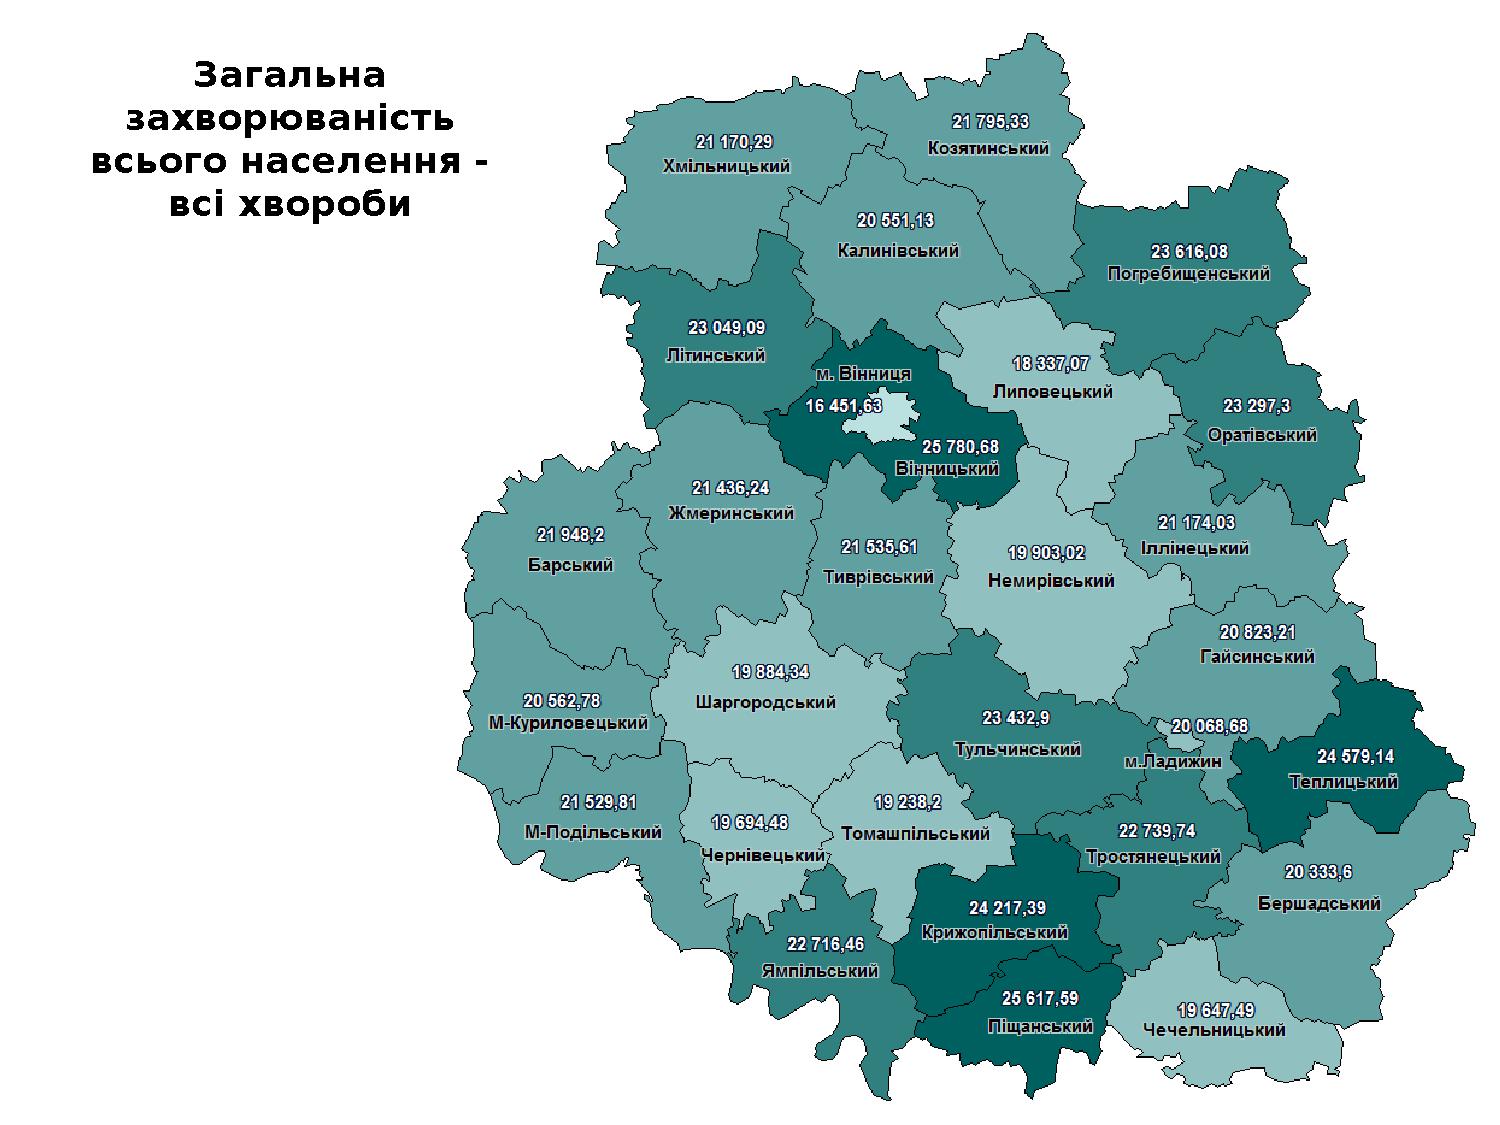 Загальна
захворюваність
всього населення -
всі хвороби
21 795,33
Козятинський
21 170,29
Хмільницький
20 551,13
Калинівський
23 616,08
Погребищенський
23 049,09
Літинський
18 337,07
Липовецький
м. Вінниця
16 451,63
23 297,3
Оратівський
25 780,68
Вінницький
21 436,24
Жмеринський
21 948,2
Барський
21 535,61
Тиврівський
19 903,02
Немирівський
21 174,03
Іллінецький
20 823,21
Гайсинський
19 884,34
Шаргородський
20 562,78
М-Куриловецький
23 432,9
Тульчинський
20 068,68
м.Ладижин
24 579,14
Теплицький
21 529,81
М-Подільський
19 694,48
Чернівецький
19 238,2
Томашпільський
22 739,74
Тростянецький
20 333,6
Бершадський
24 217,39
Крижопільський
22 716,46
Ямпільський
25 617,59
Піщанський
19 647,49
Чечельницький